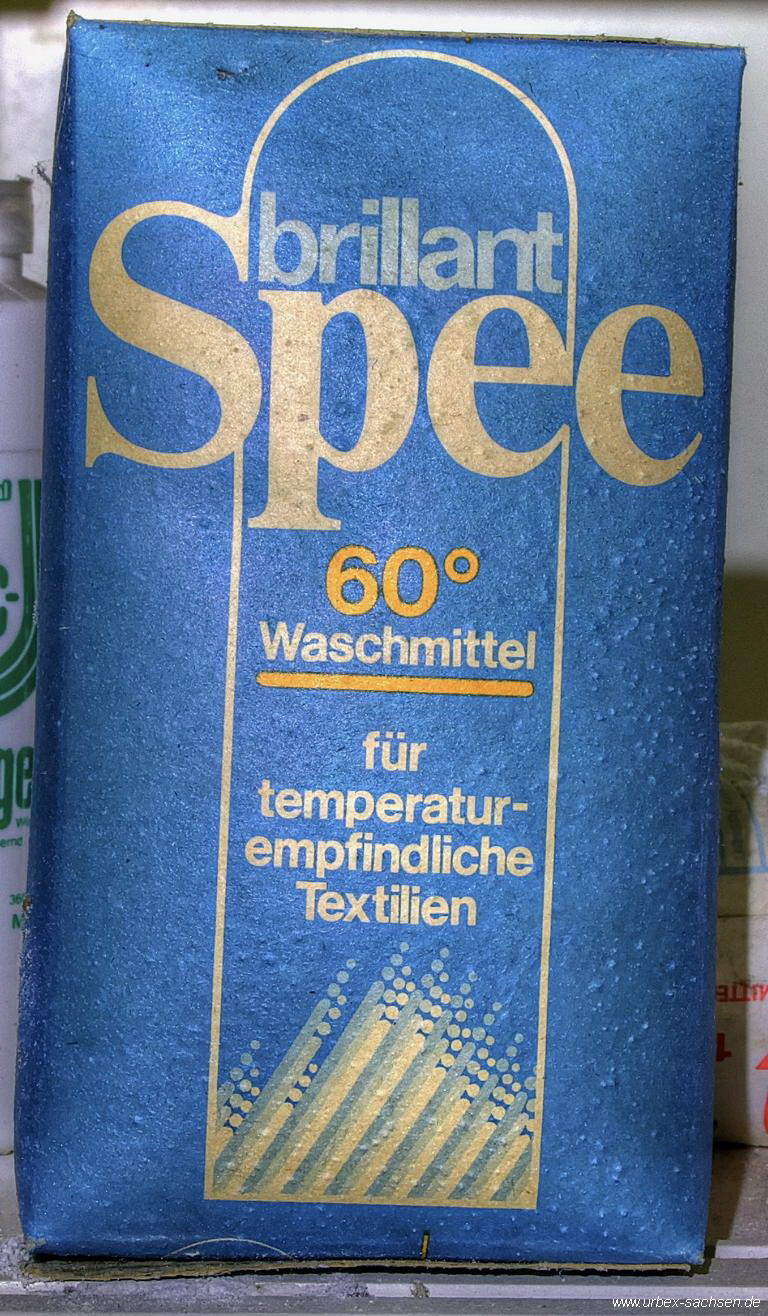 brillant
Spee
60°
Waschmittel
für
temperatur-
empfindliche
Textilien
www.urbex-sachsen.de